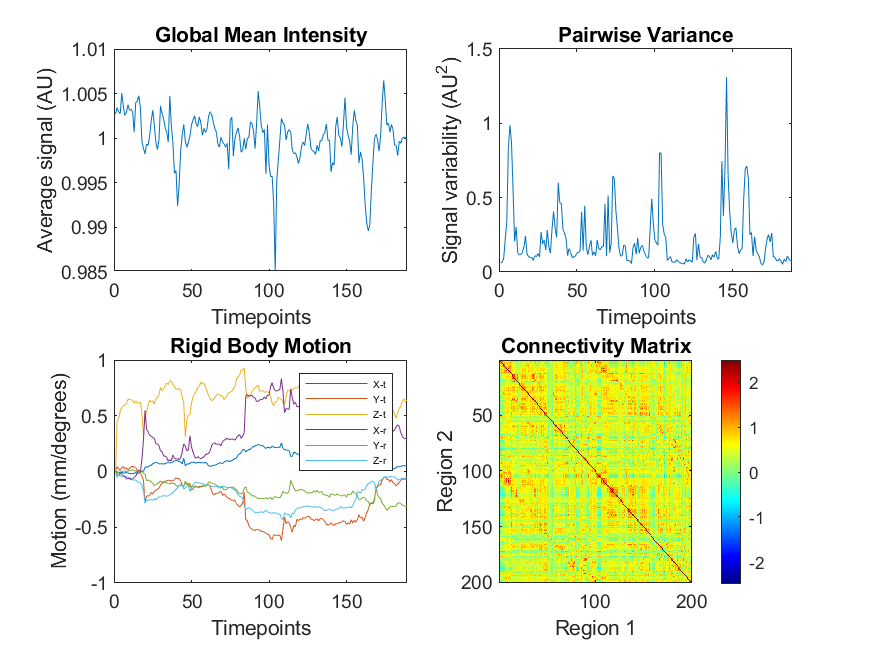 Global Mean Intensity
Average signal (AU)
1.01
1.005
1
0.995
0.99
0.985
0
50
100
150
Timepoints
Pairwise Variance
Signal variability (AU²)
1.5
1
0.5
0
0
50
100
150
Timepoints
Rigid Body Motion
Motion (mm/degrees)
1
0.5
0
-0.5
-1
0
50
100
150
Timepoints
X-t
Y-t
Z-t
X-r
Y-r
Z-r
Connectivity Matrix
Region 2
50
100
150
200
100
200
Region 1
2
1
0
-1
-2